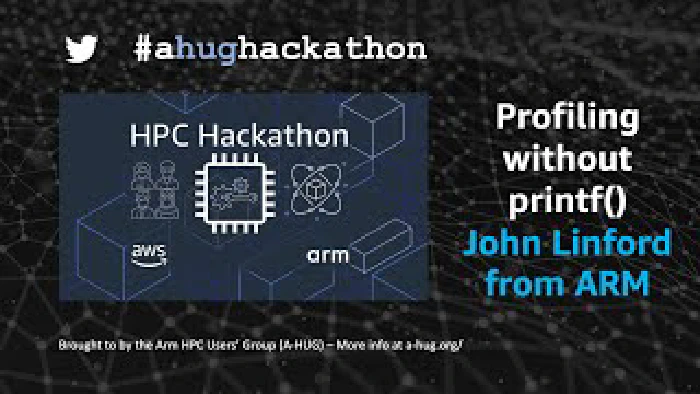 #ahughackathon
HPC Hackathon
aws
arm
Profiling
without
printf()
John Linford
from ARM
Brought to by the Arm HPC Users' Group (A-HUG) – More info at a-hug.org/